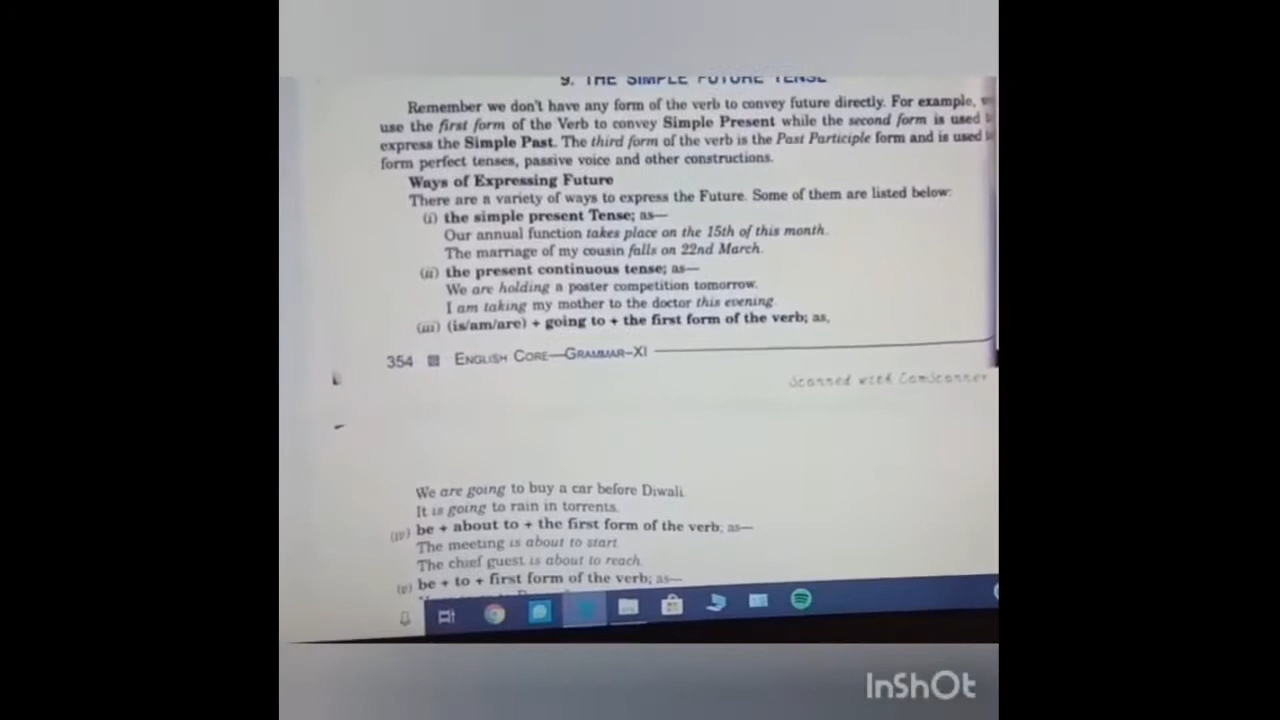 9. THE SIMPLE FUTURE TENSE
Remember we don't have any form of the verb to convey future directly. For example,
use the first form of the Verb to convey Simple Present while the second form is used
express the Simple Past. The third form of the verb is the Past Participle form and is used
form perfect tenses, passive voice and other constructions.
Ways of Expressing Future
There are a variety of ways to express the Future. Some of them are listed below:
(i) the simple present Tense; as—
Our annual function takes place on the 15th of this month.
The marriage of my cousin falls on 22nd March.
(ii) the present continuous tense; as—
We are holding a poster competition tomorrow.
I am taking my mother to the doctor this evening.
(iii) (is/am/are) + going to + the first form of the verb; as,
354 ENGLISH CORE—GRAMMAR–XI
Scanned with CamScanner
We are going to buy a car before Diwali.
It is going to rain in torrents.
(iv) be + about to + the first form of the verb; as—
The meeting is about to start.
The chief guest is about to reach.
(v) be + to + first form of the verb; as—
InShOt